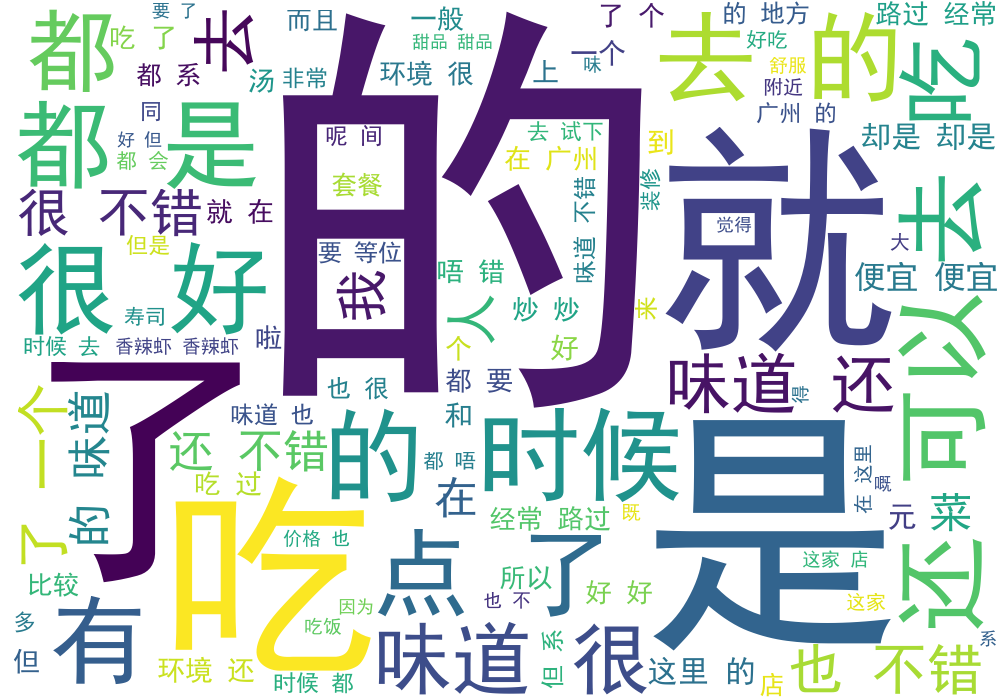 都
吃 了
要 了
都 系
去
而且
汤
非常
一般
甜品 甜品
环境 很
上
一个
味
了 个
的 地方
好吃
舒服
附近
广州 的
路过 经常
去 的
吃
却是 却是
都 是
同
好 但
都 会
很 不错
就 在
但是
很 好
寿司
时候 去
香辣虾 香辣虾
啦
的
呢 间
套餐
要 等位
我
去 试下
在 广州
到
装修
味道 不错
唔 错
人
炒 炒
来
个
好
就
觉得
大
去
便宜 便宜
可以
了
一个
味道
味道 也
也 很
都 要
和
味道 还
得
还 不错
的 时候
都 唔
是
在 这里
嘅
吃 过
在
经常 路过
既
元
菜
了 的
比较
吃
价格 也
点 了
所以
好 好
这家 店
还
多
但
有
因为
吃饭
也 不
这家
系
环境 还
时候 都
味道 很
但 系
这里 的
店
也 不错